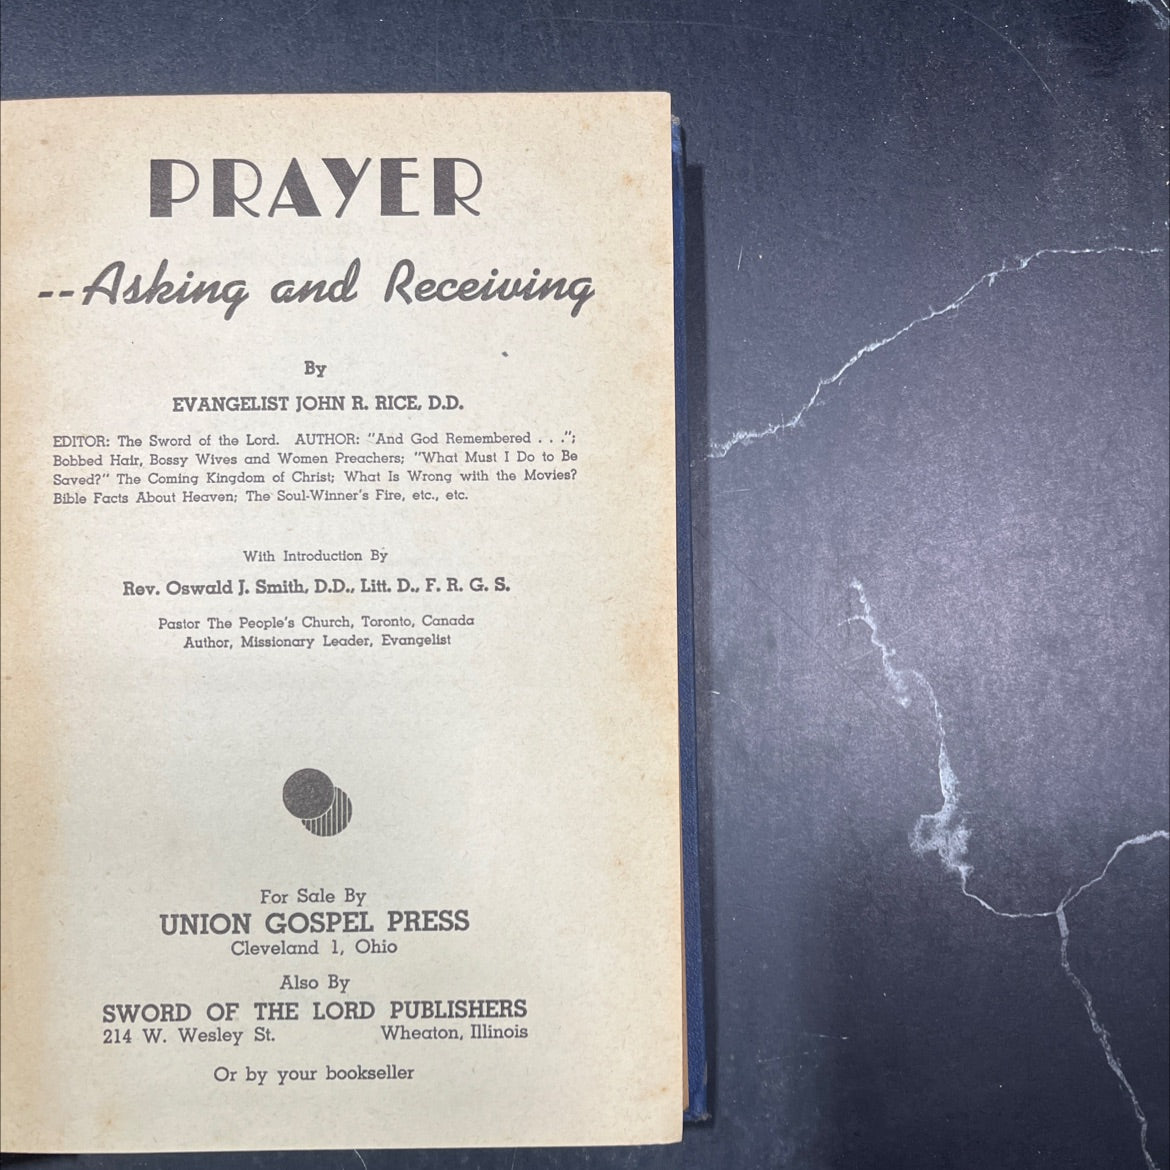 PRAYER
--Asking and Receiving
By
EVANGELIST JOHN R. RICE, D.D.
EDITOR: The Sword of the Lord. AUTHOR: "And God Remembered . . .";
Bobbed Hair, Bossy Wives and Women Preachers; "What Must I Do to Be
Saved?" The Coming Kingdom of Christ; What Is Wrong with the Movies?
Bible Facts About Heaven; The Soul-Winner's Fire, etc., etc.
With Introduction By
Rev. Oswald J. Smith, D.D., Litt. D., F. R. G. S.
Pastor The People's Church, Toronto, Canada
Author, Missionary Leader, Evangelist
For Sale By
UNION GOSPEL PRESS
Cleveland 1, Ohio
Also By
SWORD OF THE LORD PUBLISHERS
214 W. Wesley St. Wheaton, Illinois
Or by your bookseller